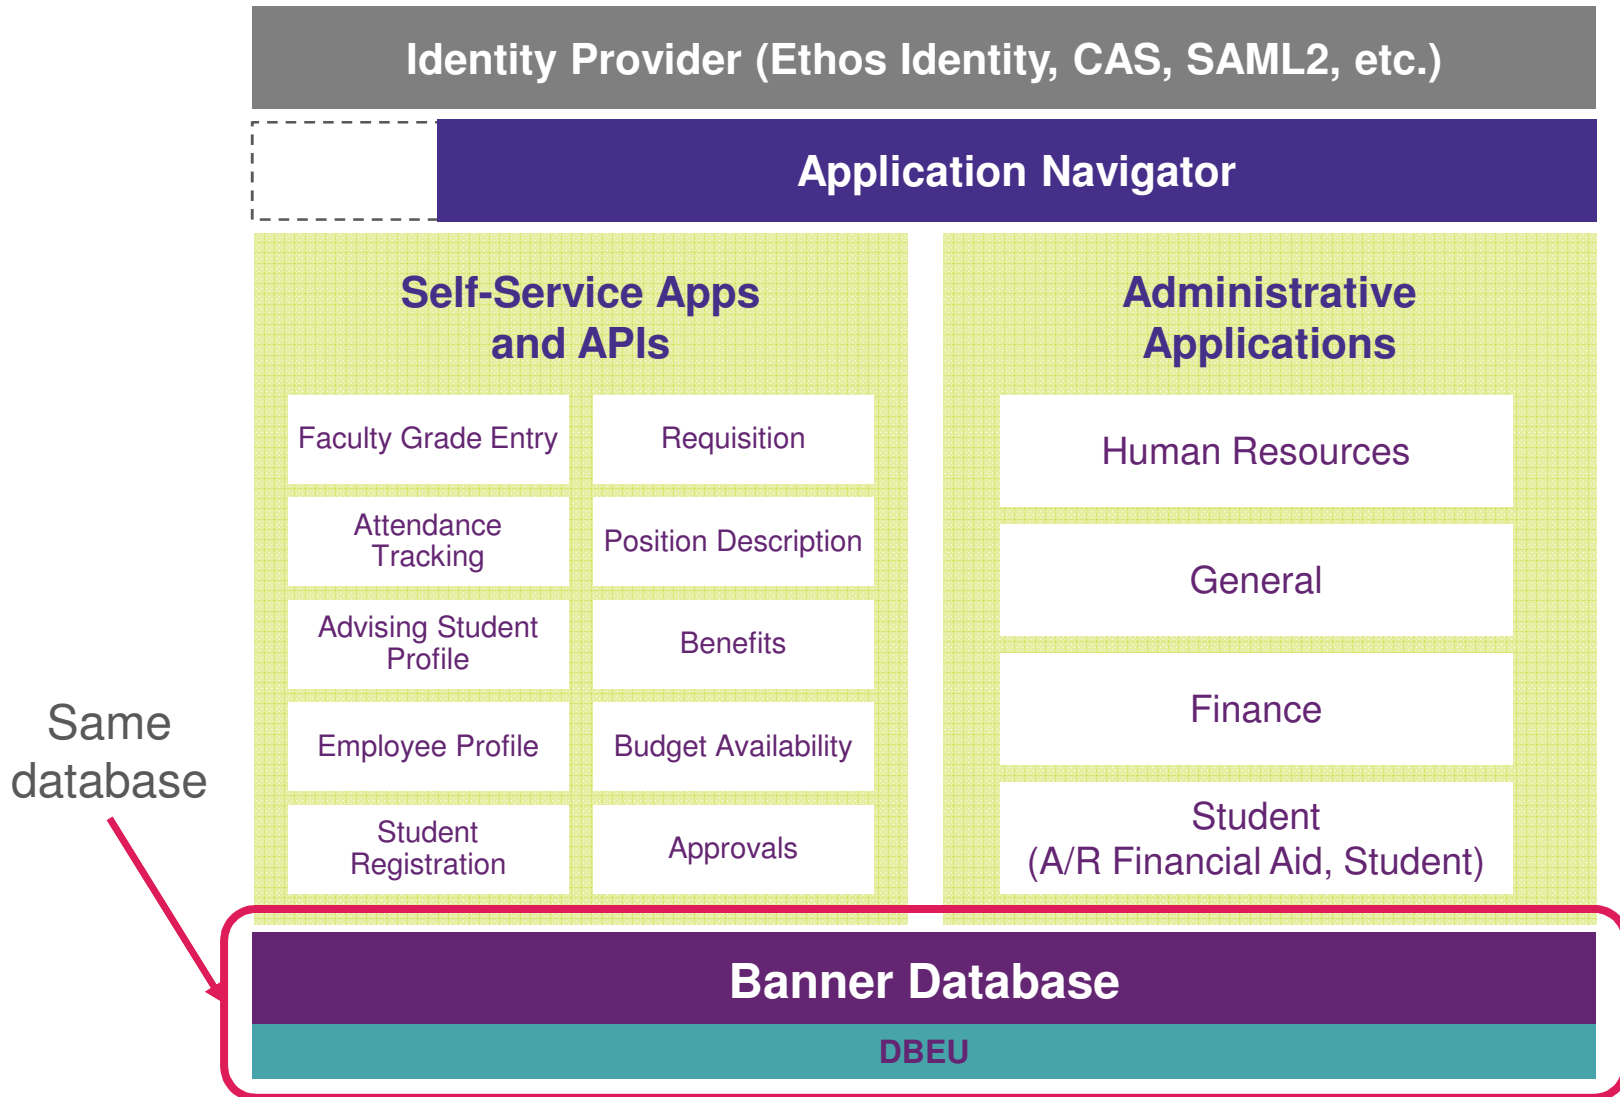 Identity Provider (Ethos Identity, CAS, SAML2, etc.)
Application Navigator
Self-Service Apps
and APIs
Faculty Grade Entry
Requisition
Attendance
Tracking
Position Description
Advising Student
Profile
Benefits
Employee Profile
Budget Availability
Student
Registration
Approvals
Administrative
Applications
Human Resources
General
Finance
Student
(A/R Financial Aid, Student)
Same
database
Banner Database
DBEU